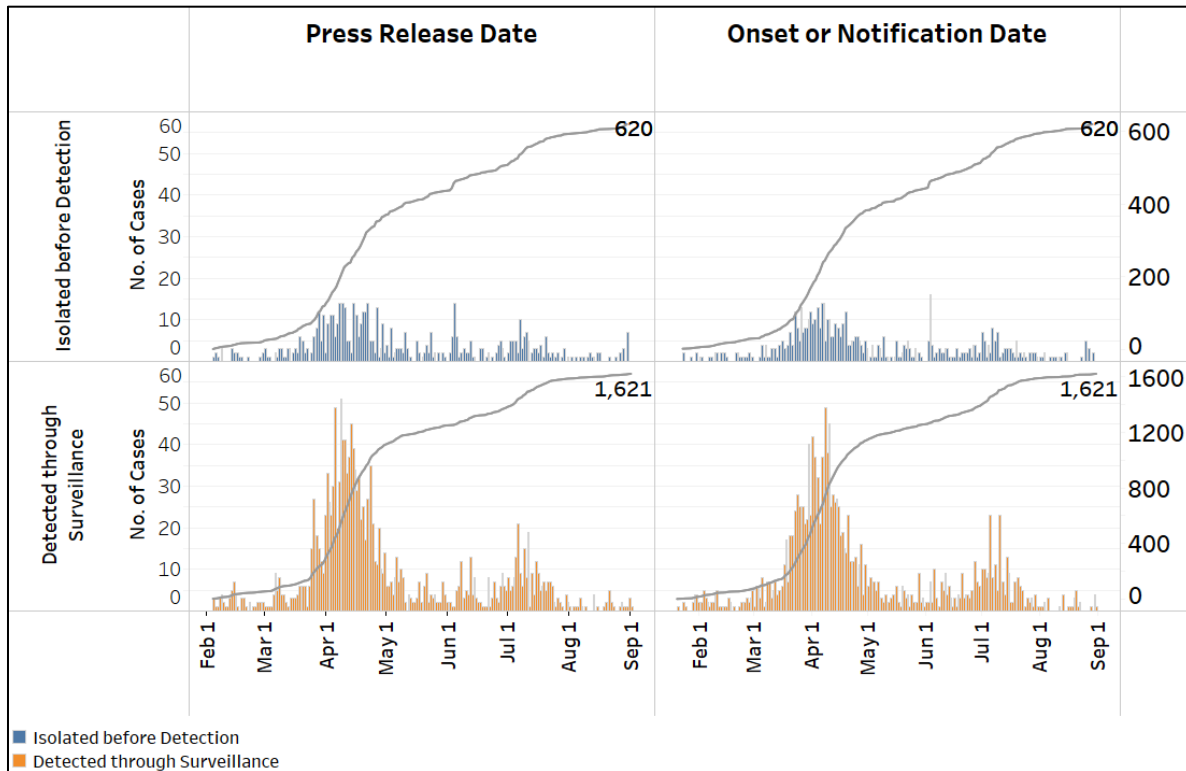 Press Release Date
Onset or Notification Date
Isolated before Detection
No. of Cases
60
50
40
30
20
10
0
620
620
600
400
200
0
Detected through
Surveillance
No. of Cases
60
50
40
30
20
10
0
1,621
1,621
1600
1200
800
400
0
Feb 1
Mar 1
Apr 1
May 1
Jun 1
Jul 1
Aug 1
Sep 1
Feb 1
Mar 1
Apr 1
May 1
Jun 1
Jul 1
Aug 1
Sep 1
Isolated before Detection
Detected through Surveillance